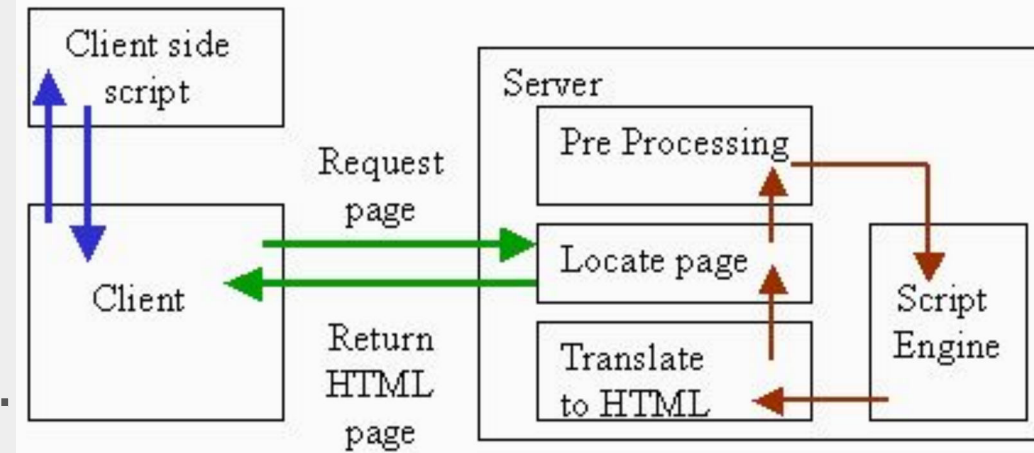 Client side
script
Client
Request
page
Return
HTML
page
Server
Pre Processing
Locate page
Translate
to HTML
Script
Engine